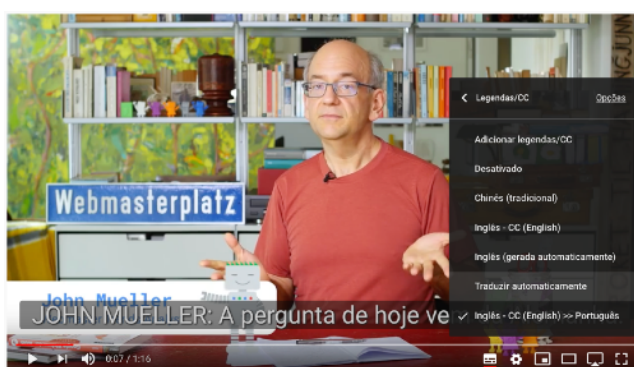 Legendas/CC
Opções
Adicionar legendas/CC
Desativado
Chinês (tradicional)
Inglês - CC (English)
Inglês (gerada automaticamente)
Traduzir automaticamente
Inglês - CC (English) >> Português
Webmasterplatz
John Mueller
JOHN MUELLER: A pergunta de hoje ve
0:07 / 1:16